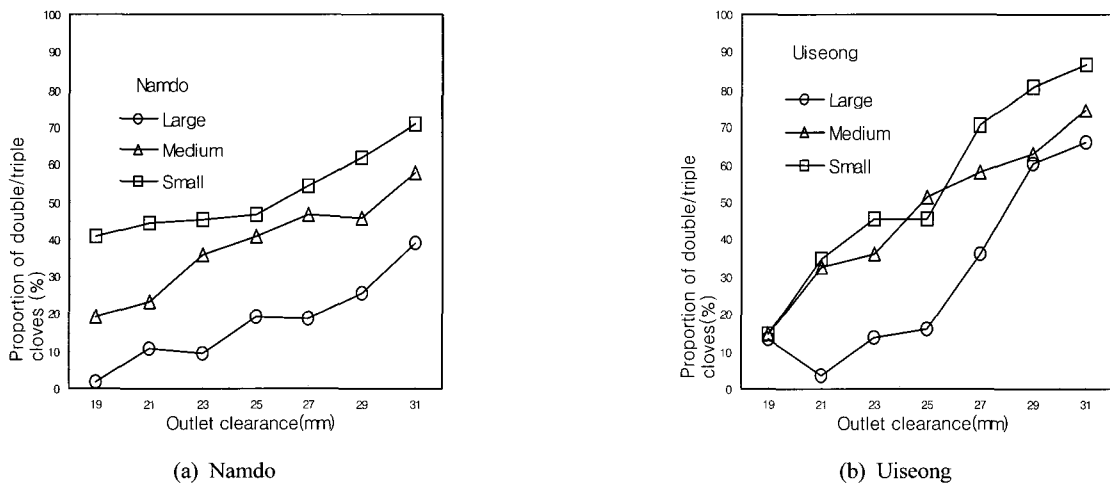 100
90
80
70
60
50
40
30
20
10
0
Proportion of double/triple
cloves (%)
Namdo
Large
Medium
Small
19 21 23 25 27 29 31
Outlet clearance(mm)
(a) Namdo
100
90
80
70
60
50
40
30
20
10
0
Proportion of double/triple
cloves(%)
Uiseong
Large
Medium
Small
19 21 23 25 27 29 31
Outlet clearance(mm)
(b) Uiseong